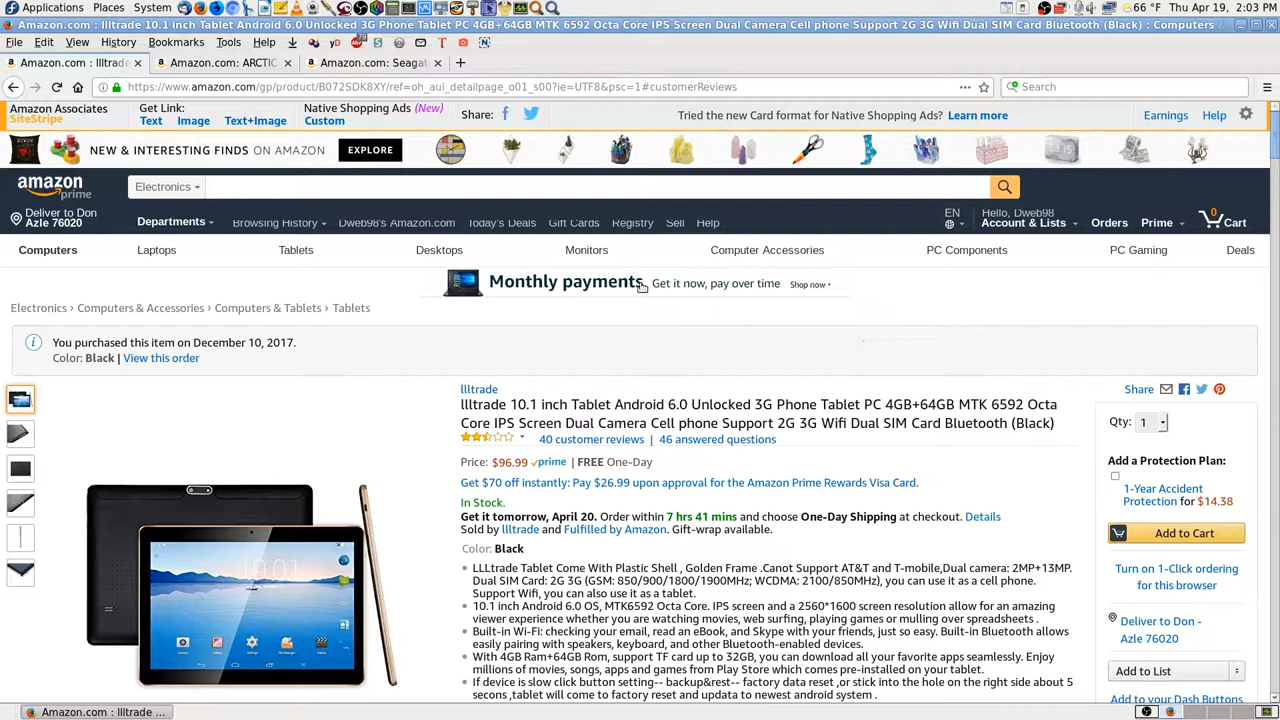 Applications Places System 66 °F Thu Apr 19, 2:03 PM
Amazon.com : llltrade 10.1 inch Tablet Android 6.0 Unlocked 3G Phone Tablet PC 4GB+64GB MTK 6592 Octa Core IPS Screen Dual Camera Cell phone Support 2G 3G Wifi Dual SIM Card Bluetooth (Black) : Computers
File Edit View History Bookmarks Tools Help
Amazon.com : llltrade Amazon.com: ARCTIC Amazon.com: Seagat
https://www.amazon.com/gp/product/B072SDK8XY/ref=oh_aui_detailpage_o01_s00?ie=UTF8&psc=1#customerReviews Search
Amazon Associates Get Link: Native Shopping Ads (New) Share: Tried the new Card format for Native Shopping Ads? Learn more Earnings Help
SiteStripe Text Image Text+Image Custom
NEW & INTERESTING FINDS ON AMAZON EXPLORE
amazon prime Electronics
Deliver to Don EN Hello, Dweb98 0
Azle 76020 Departments Browsing History Dweb98's Amazon.com Today's Deals Gift Cards Registry Sell Help Account & Lists Orders Prime Cart
Computers Laptops Tablets Desktops Monitors Computer Accessories PC Components PC Gaming Deals
Monthly payments Get it now, pay over time Shop now ›
Electronics › Computers & Accessories › Computers & Tablets › Tablets
You purchased this item on December 10, 2017.
Color: Black | View this order
llltrade Share
llltrade 10.1 inch Tablet Android 6.0 Unlocked 3G Phone Tablet PC 4GB+64GB MTK 6592 Octa
Core IPS Screen Dual Camera Cell phone Support 2G 3G Wifi Dual SIM Card Bluetooth (Black)
40 customer reviews | 46 answered questions
Price: $96.99 prime | FREE One-Day
Get $70 off instantly: Pay $26.99 upon approval for the Amazon Prime Rewards Visa Card.
In Stock.
Get it tomorrow, April 20. Order within 7 hrs 41 mins and choose One-Day Shipping at checkout. Details
Sold by llltrade and Fulfilled by Amazon. Gift-wrap available.
Color: Black
LLLtrade Tablet Come With Plastic Shell , Golden Frame .Canot Support AT&T and T-mobile,Dual camera: 2MP+13MP.
Dual SIM Card: 2G 3G (GSM: 850/900/1800/1900MHz; WCDMA: 2100/850MHz), you can use it as a cell phone.
Support Wifi, you can also use it as a tablet.
10.1 inch Android 6.0 OS, MTK6592 Octa Core. IPS screen and a 2560*1600 screen resolution allow for an amazing
viewer experience whether you are watching movies, web surfing, playing games or mulling over spreadsheets .
Built-in Wi-Fi: checking your email, read an eBook, and Skype with your friends, just so easy. Built-in Bluetooth allows
easily pairing with speakers, keyboard, and other Bluetooth-enabled devices.
With 4GB Ram+64GB Rom, support TF card up to 32GB, you can download all your favorite apps seamlessly. Enjoy
millions of movies, songs, apps and games from Play Store which comes pre-installed on your tablet.
If device is slow click button setting-- backup&rest-- factory data reset ,or stick into the hole on the right side about 5
secons ,tablet will come to factory reset and updata to newest android system .
Qty: 1
Add a Protection Plan:
1-Year Accident
Protection for $14.38
Add to Cart
Turn on 1-Click ordering
for this browser
Deliver to Don -
Azle 76020
Add to List
Add to your Dash Buttons
Amazon.com : llltrade ...